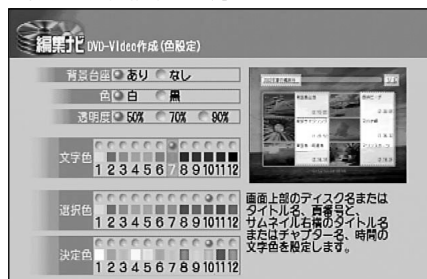 編集ナビ DVD-Video作成(色設定)
背景台座 あり なし
色 白 黒
透明度 50% 70% 90%
文字色
1 2 3 4 5 6 7 8 9 10 11 12
選択色
1 2 3 4 5 6 7 8 9 10 11 12
決定色
1 2 3 4 5 6 7 8 9 10 11 12
画面上部のディスク名または
タイトル名、頁番号と、
サムネイル右横のタイトル名
またはチャプター名、時間の
文字色を設定します。